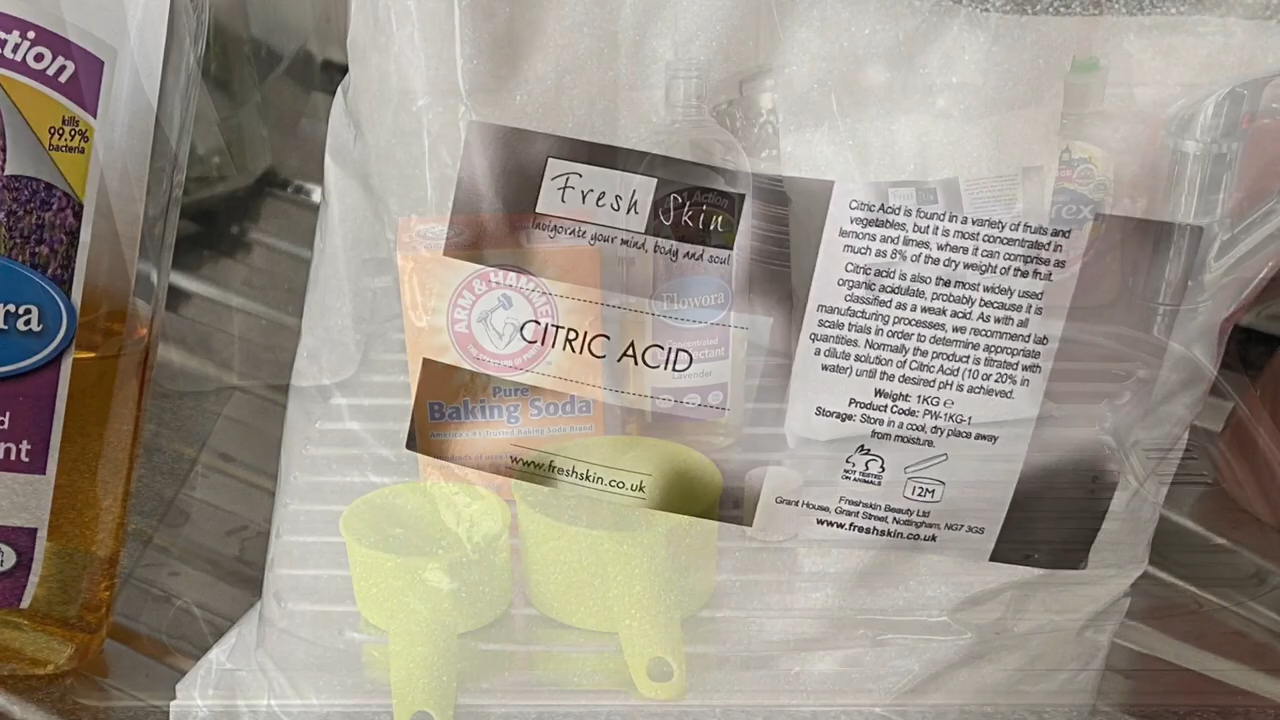 ction
kills
99.9%
bacteria
ra
d
nt
Fresh Skin
Invigorate your mind, body and soul
CITRIC ACID
www.freshskin.co.uk
ARM & HAMMER
THE STANDARD OF PURITY
Pure
Baking Soda
America's #1 Trusted Baking Soda Brand
Action
Flowora
Concentrated
Lavender
rex
Citric Acid is found in a variety of fruits and
vegetables, but it is most concentrated in
lemons and limes, where it can comprise as
much as 8% of the dry weight of the fruit.
Citric acid is also the most widely used
organic acidulate, probably because it is
classified as a weak acid. As with all
manufacturing processes, we recommend lab
scale trials in order to determine appropriate
quantities. Normally the product is titrated with
a dilute solution of Citric Acid (10 or 20% in
water) until the desired pH is achieved.
Weight: 1KG ℮
Product Code: PW-1KG-1
Storage: Store in a cool, dry place away
from moisture.
NOT TESTED
ON ANIMALS
12M
Freshskin Beauty Ltd
Grant House, Grant Street, Nottingham, NG7 3GS
www.freshskin.co.uk